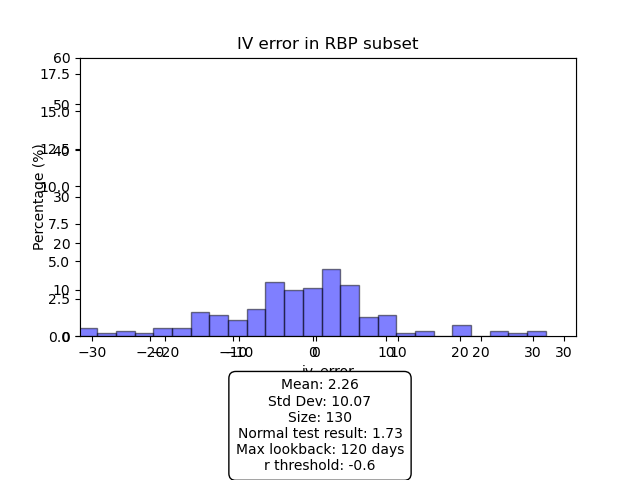 IV error in RBP subset
60
17.5
50
15.0
12.5
40
10.0
30
7.5
20
5.0
10
2.5
0.0
0
Percentage (%)
−30 −20 −20 −10 −10 0 0 10 10 20 20 30 30
iv_error
Mean: 2.26
Std Dev: 10.07
Size: 130
Normal test result: 1.73
Max lookback: 120 days
r threshold: -0.6